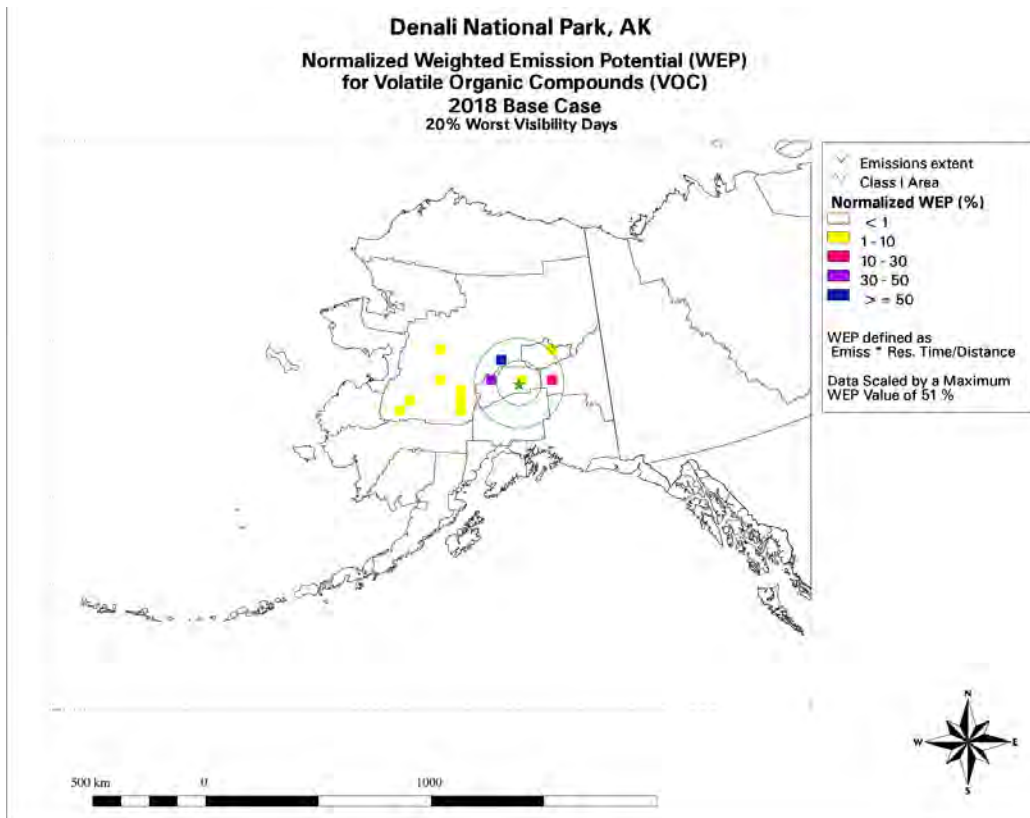 Denali National Park, AK
Normalized Weighted Emission Potential (WEP)
for Volatile Organic Compounds (VOC)
2018 Base Case
20% Worst Visibility Days
Emissions extent
Class I Area
Normalized WEP (%)
< 1
1 - 10
10 - 30
30 - 50
> = 50
WEP defined as
Emiss * Res. Time/Distance
Data Scaled by a Maximum
WEP Value of 51 %
N
W E
S
500 km 0 1000